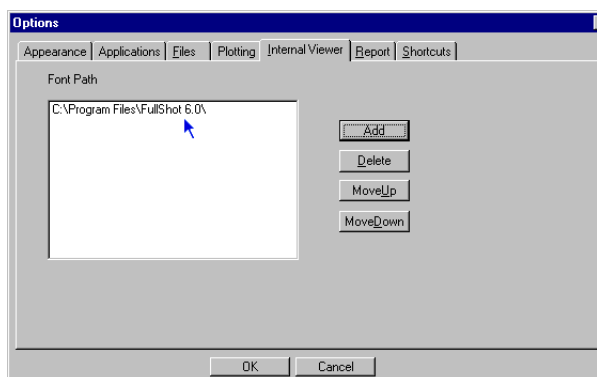 Options
Appearance Applications Files Plotting Internal Viewer Report Shortcuts
Font Path
C:\Program Files\FullShot 6.0\
Add
Delete
MoveUp
MoveDown
OK Cancel